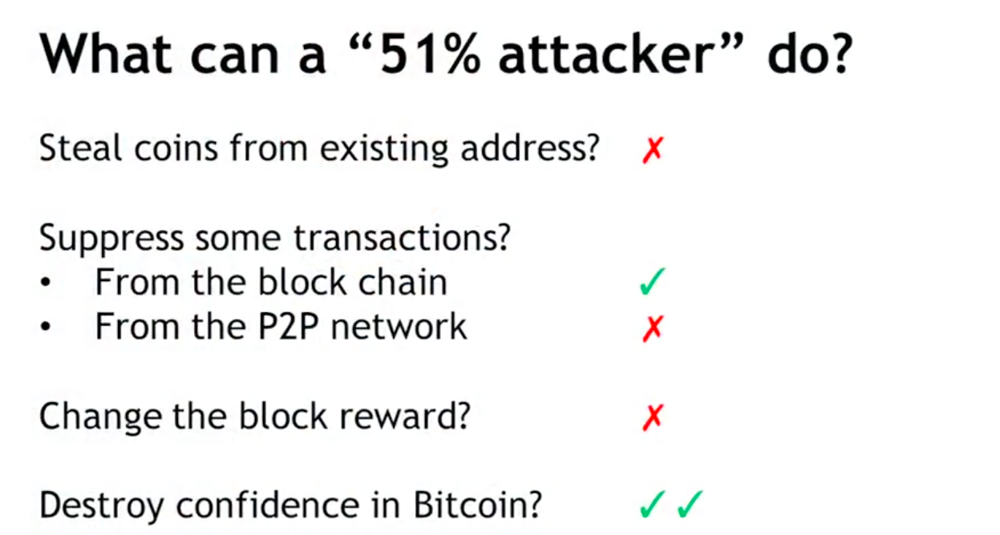 What can a “51% attacker” do?
Steal coins from existing address? ✗
Suppress some transactions?
• From the block chain ✓
• From the P2P network ✗
Change the block reward? ✗
Destroy confidence in Bitcoin? ✓✓